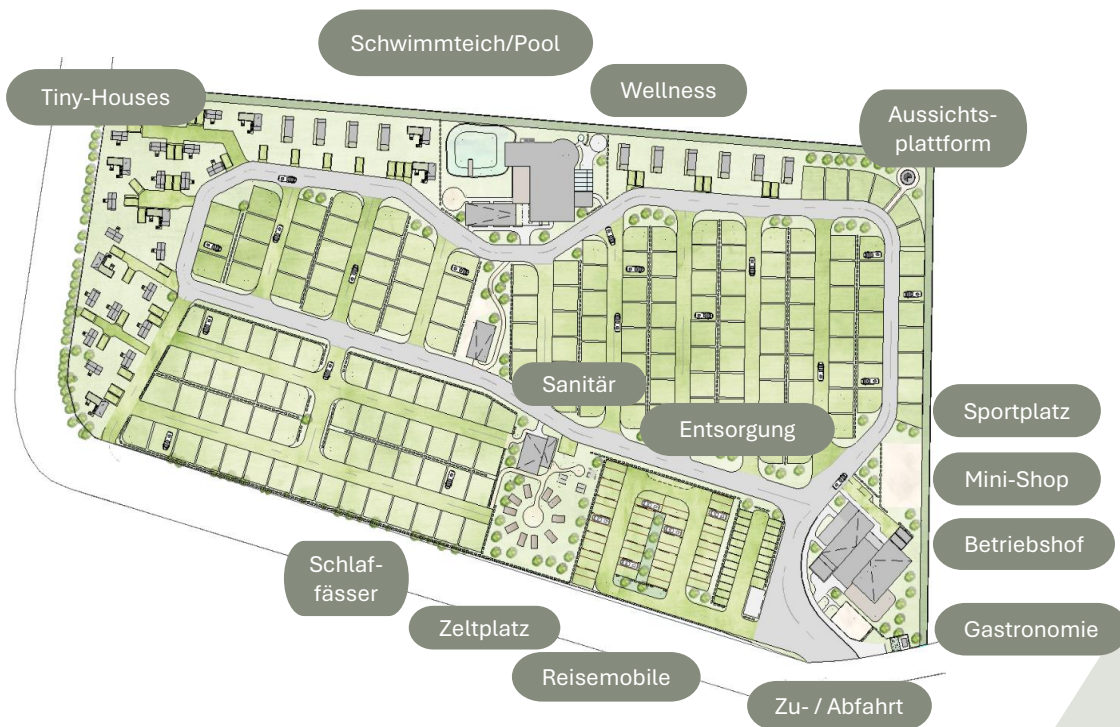 Schwimmteich/Pool
Tiny-Houses
Wellness
Aussichts-
plattform
Sanitär
Entsorgung
Sportplatz
Mini-Shop
Betriebshof
Gastronomie
Schlaf-
fässer
Zeltplatz
Reisemobile
Zu- / Abfahrt